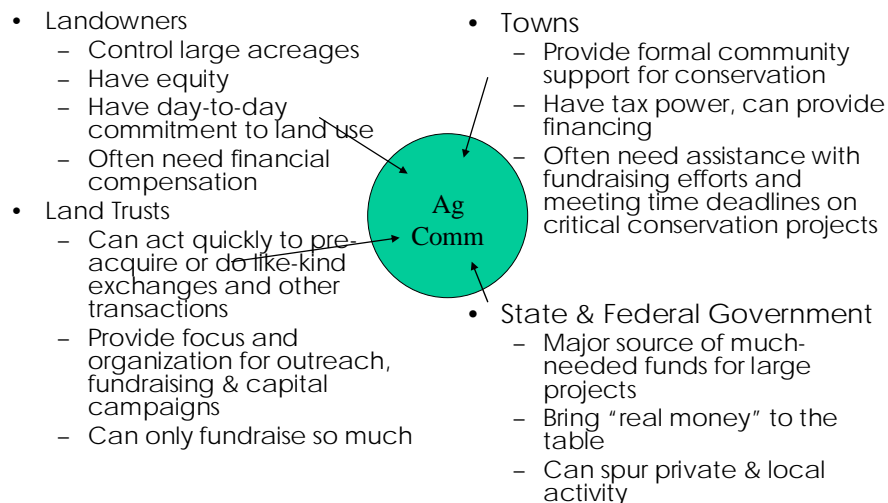 • Landowners
– Control large acreages
– Have equity
– Have day-to-day
commitment to land use
– Often need financial
compensation
• Land Trusts
– Can act quickly to pre-
acquire or do like-kind
exchanges and other
transactions
– Provide focus and
organization for outreach,
fundraising & capital
campaigns
– Can only fundraise so much
Ag
Comm
• Towns
– Provide formal community
support for conservation
– Have tax power, can provide
financing
– Often need assistance with
fundraising efforts and
meeting time deadlines on
critical conservation projects
• State & Federal Government
– Major source of much-
needed funds for large
projects
– Bring “real money” to the
table
– Can spur private & local
activity